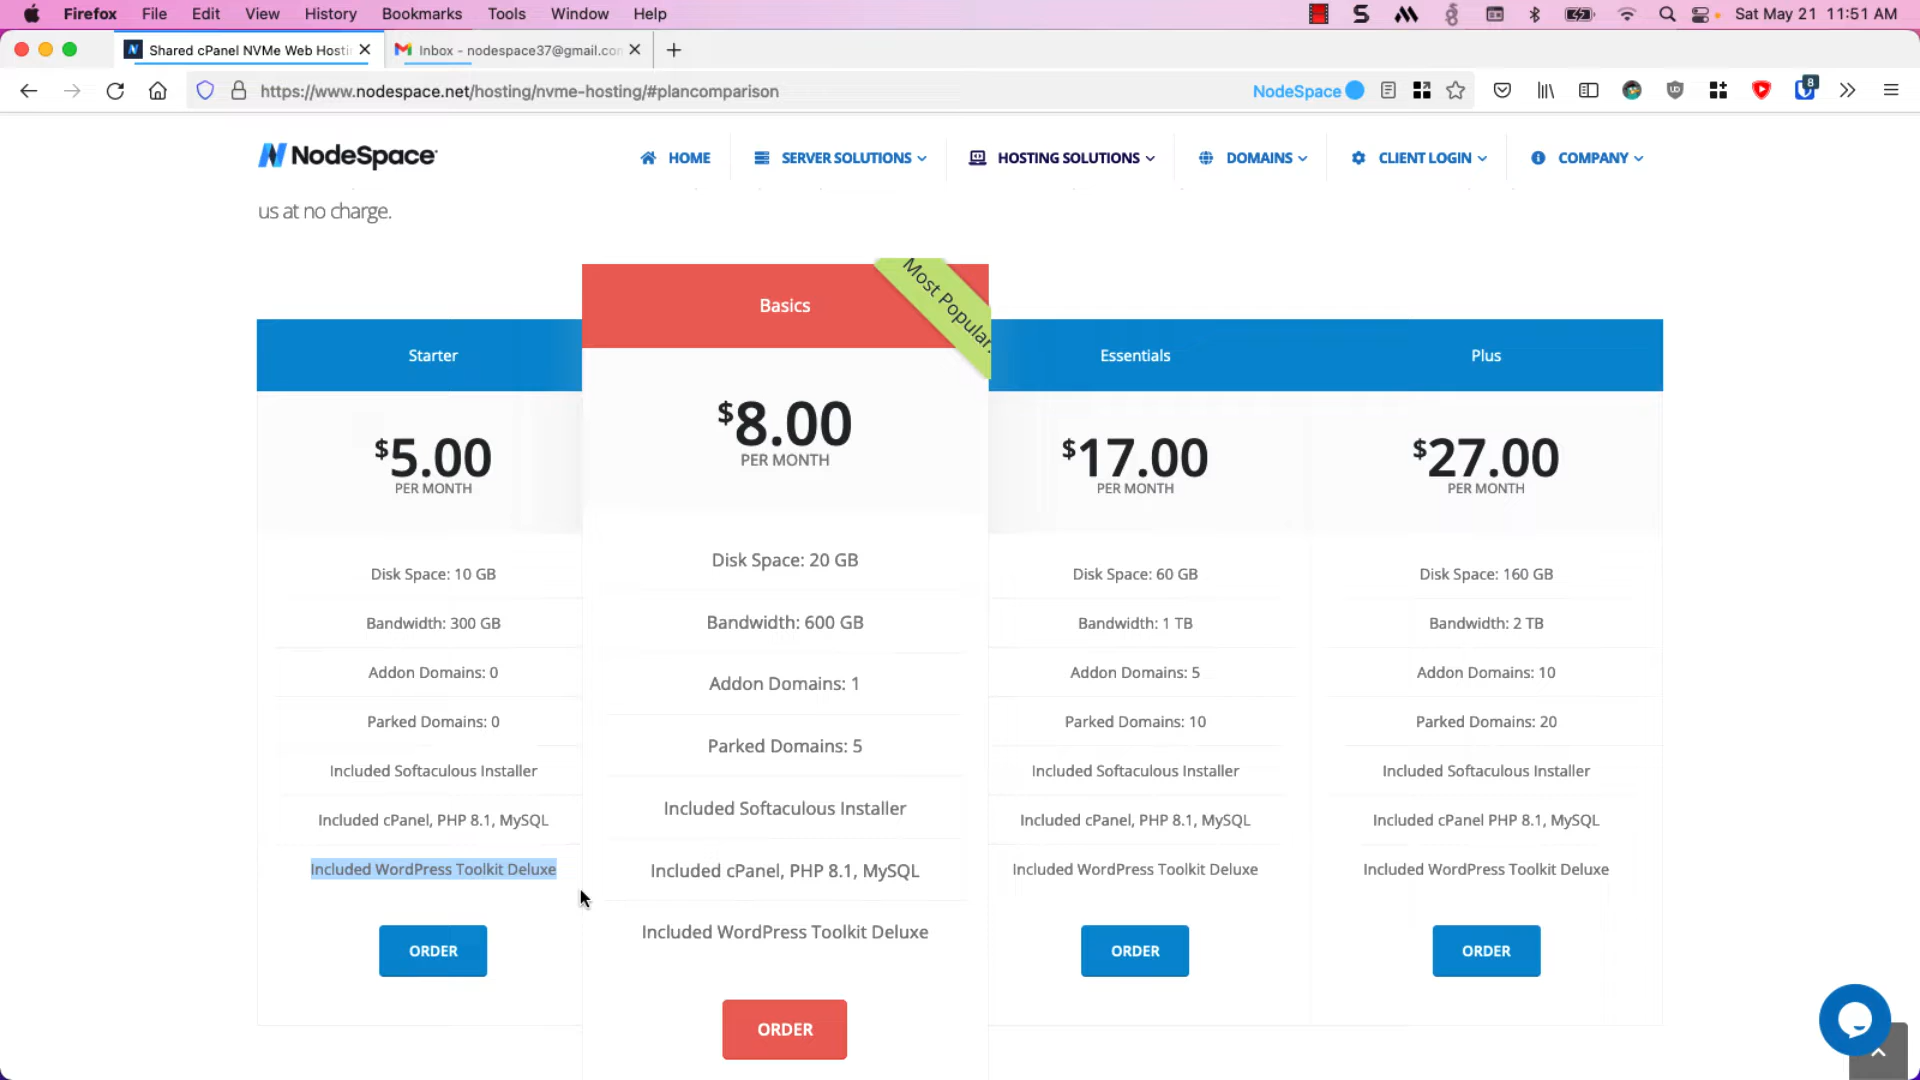 Firefox File Edit View History Bookmarks Tools Window Help Sat May 21 11:51 AM
Shared cPanel NVMe Web Hosti
Inbox - nodespace37@gmail.co
https://www.nodespace.net/hosting/nvme-hosting/#plancomparison
NodeSpace
8
NodeSpace
HOME
SERVER SOLUTIONS
HOSTING SOLUTIONS
DOMAINS
CLIENT LOGIN
COMPANY
us at no charge.
Starter
$5.00
PER MONTH
Disk Space: 10 GB
Bandwidth: 300 GB
Addon Domains: 0
Parked Domains: 0
Included Softaculous Installer
Included cPanel, PHP 8.1, MySQL
Included WordPress Toolkit Deluxe
ORDER
Basics
Most Popular
$8.00
PER MONTH
Disk Space: 20 GB
Bandwidth: 600 GB
Addon Domains: 1
Parked Domains: 5
Included Softaculous Installer
Included cPanel, PHP 8.1, MySQL
Included WordPress Toolkit Deluxe
ORDER
Essentials
$17.00
PER MONTH
Disk Space: 60 GB
Bandwidth: 1 TB
Addon Domains: 5
Parked Domains: 10
Included Softaculous Installer
Included cPanel, PHP 8.1, MySQL
Included WordPress Toolkit Deluxe
ORDER
Plus
$27.00
PER MONTH
Disk Space: 160 GB
Bandwidth: 2 TB
Addon Domains: 10
Parked Domains: 20
Included Softaculous Installer
Included cPanel PHP 8.1, MySQL
Included WordPress Toolkit Deluxe
ORDER